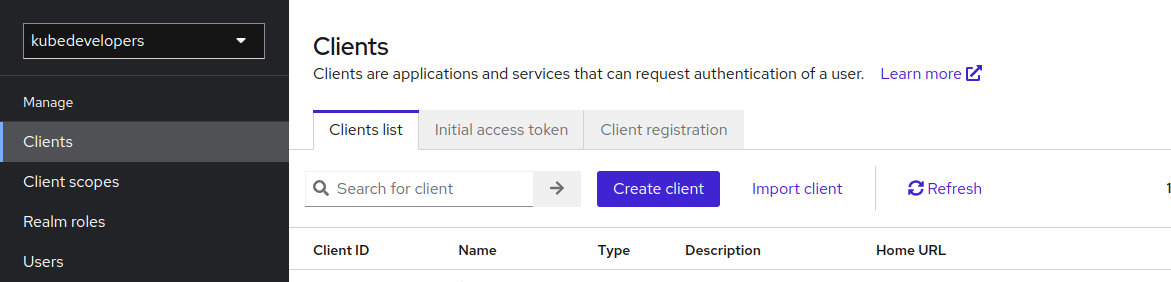 kubedevelopers
Manage
Clients
Client scopes
Realm roles
Users
Clients
Clients are applications and services that can request authentication of a user. Learn more
Clients list Initial access token Client registration
Search for client Create client Import client Refresh 1
Client ID Name Type Description Home URL